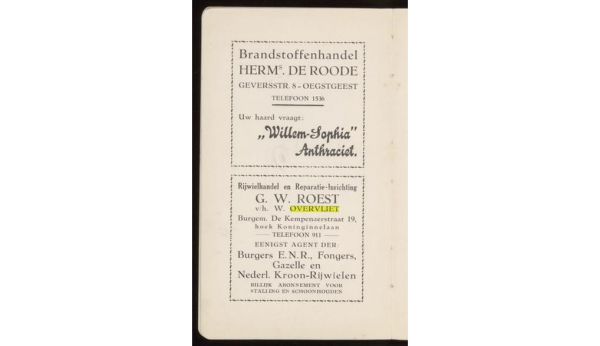 Brandstoffenhandel
HERMˢ. DE ROODE
GEVERSSTR. 8 - OEGSTGEEST
TELEFOON 1536
Uw haard vraagt:
„Willem-Sophia”
Anthraciet.
Rijwielhandel en Reparatie-Inrichting
G. W. ROEST
v/h. W. OVERVLIET
Burgem. De Kempenaerstraat 19,
hoek Koninginnelaan
TELEFOON 911
EENIGST AGENT DER
Burgers E.N.R., Fongers,
Gazelle en
Nederl. Kroon-Rijwielen
BILLIJK ABONNEMENT VOOR
STALLING EN SCHOONHOUDEN